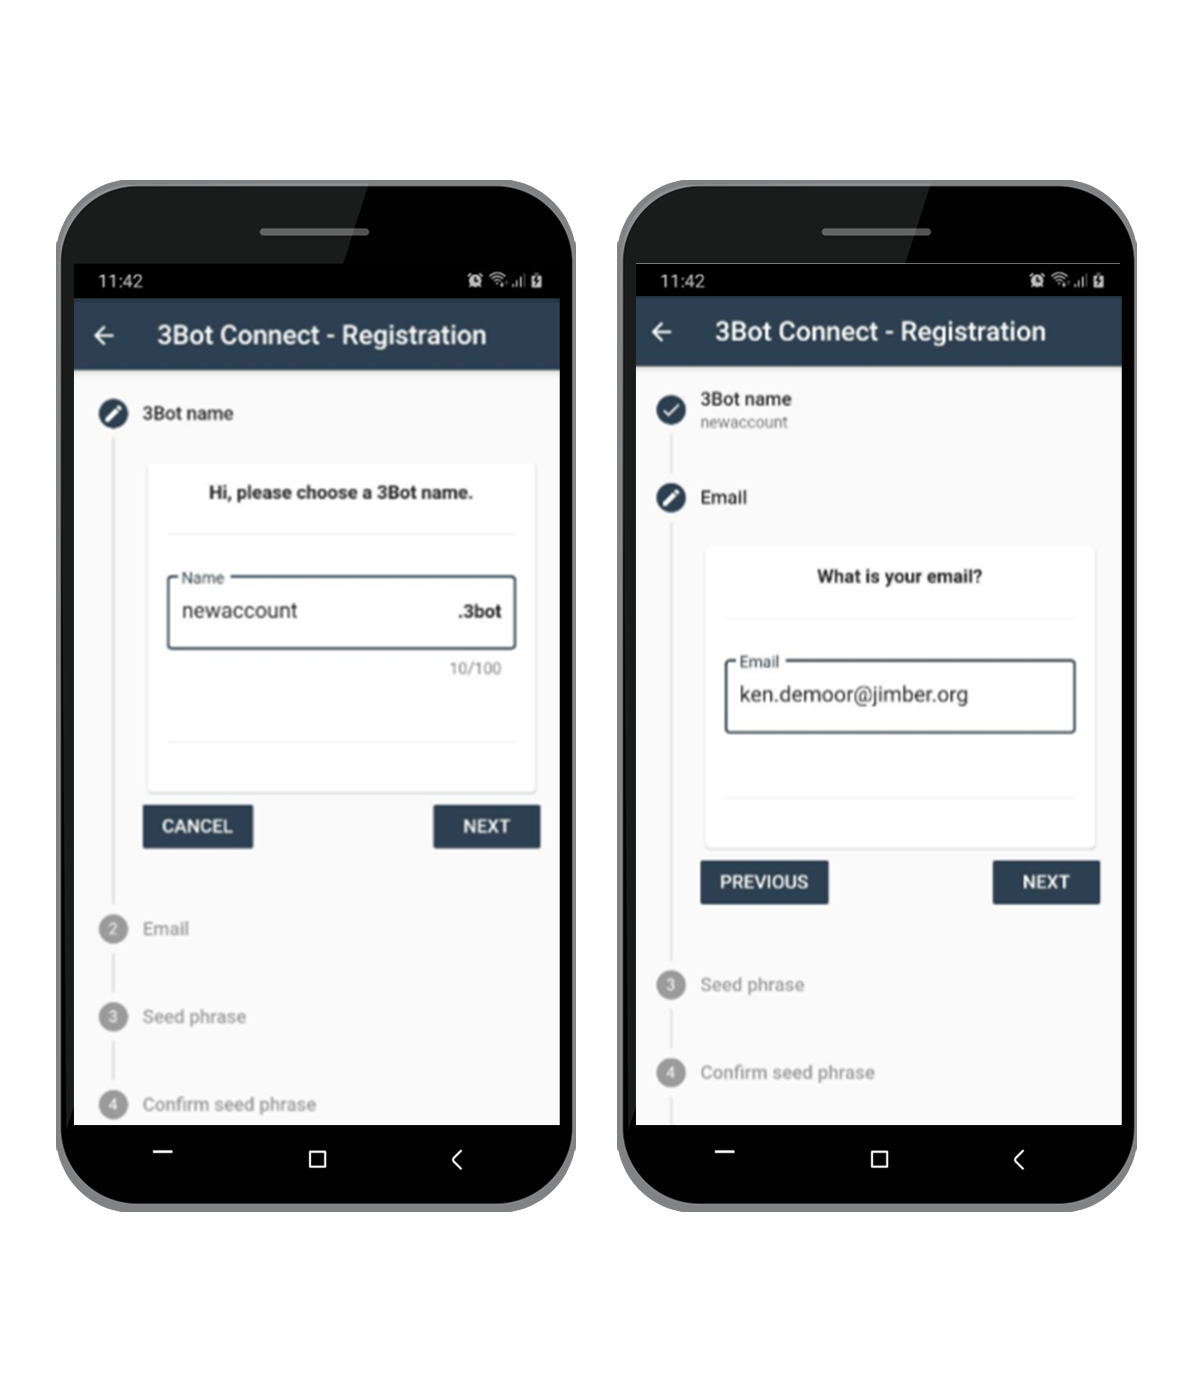 11:42
3Bot Connect - Registration
3Bot name
Hi, please choose a 3Bot name.
Name
newaccount .3bot
10/100
CANCEL NEXT
2 Email
3 Seed phrase
4 Confirm seed phrase
11:42
3Bot Connect - Registration
3Bot name
newaccount
Email
What is your email?
Email
ken.demoor@jimber.org
PREVIOUS NEXT
3 Seed phrase
4 Confirm seed phrase